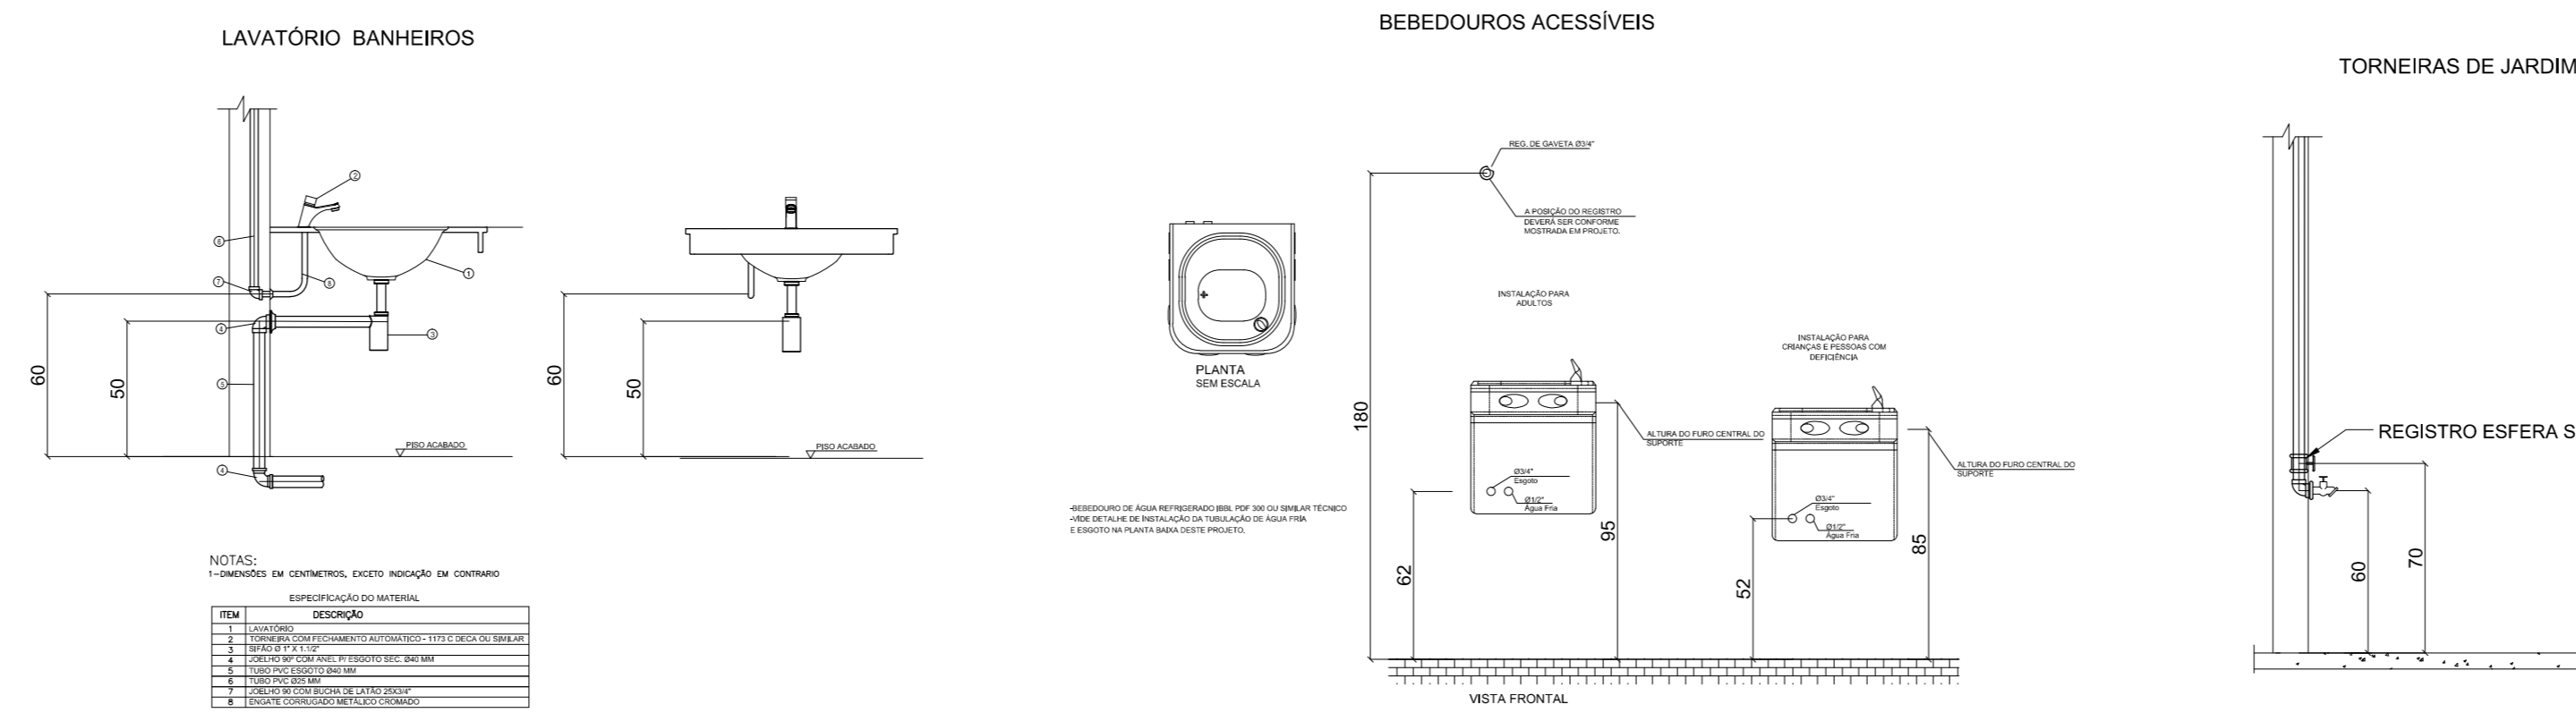 LAVATÓRIO BANHEIROS
2
6
1
7
8
4
3
5
4
60
50
PISO ACABADO
60
50
PISO ACABADO
NOTAS:
1-DIMENSÕES EM CENTÍMETROS, EXCETO INDICAÇÃO EM CONTRARIO
ESPECIFICAÇÃO DO MATERIAL
ITEM DESCRIÇÃO
1 LAVATÓRIO
2 TORNEIRA COM FECHAMENTO AUTOMÁTICO - 1173 C DECA OU SIMILAR
3 SIFÃO Ø 1" X 1.1/2"
4 JOELHO 90º COM ANEL P/ ESGOTO SEC. Ø40 MM
5 TUBO PVC ESGOTO Ø40 MM
6 TUBO PVC Ø25 MM
7 JOELHO 90 COM BUCHA DE LATÃO 25X3/4"
8 ENGATE CORRUGADO METÁLICO CROMADO
BEBEDOUROS ACESSÍVEIS
REG. DE GAVETA Ø3/4"
A POSIÇÃO DO REGISTRO
DEVERÁ SER CONFORME
MOSTRADA EM PROJETO.
PLANTA
SEM ESCALA
INSTALAÇÃO PARA
ADULTOS
INSTALAÇÃO PARA
CRIANÇAS E PESSOAS COM
DEFICIÊNCIA
180
ALTURA DO FURO CENTRAL DO
SUPORTE
ALTURA DO FURO CENTRAL DO
SUPORTE
Ø3/4"
Esgoto
Ø1/2"
Água Fria
Ø3/4"
Esgoto
Ø1/2"
Água Fria
-BEBEDOURO DE ÁGUA REFRIGERADO IBBL PDF 300 OU SIMILAR TÉCNICO
-VIDE DETALHE DE INSTALAÇÃO DA TUBULAÇÃO DE ÁGUA FRIA
E ESGOTO NA PLANTA BAIXA DESTE PROJETO.
62
95
52
85
VISTA FRONTAL
TORNEIRAS DE JARDIM
REGISTRO ESFERA S
60
70